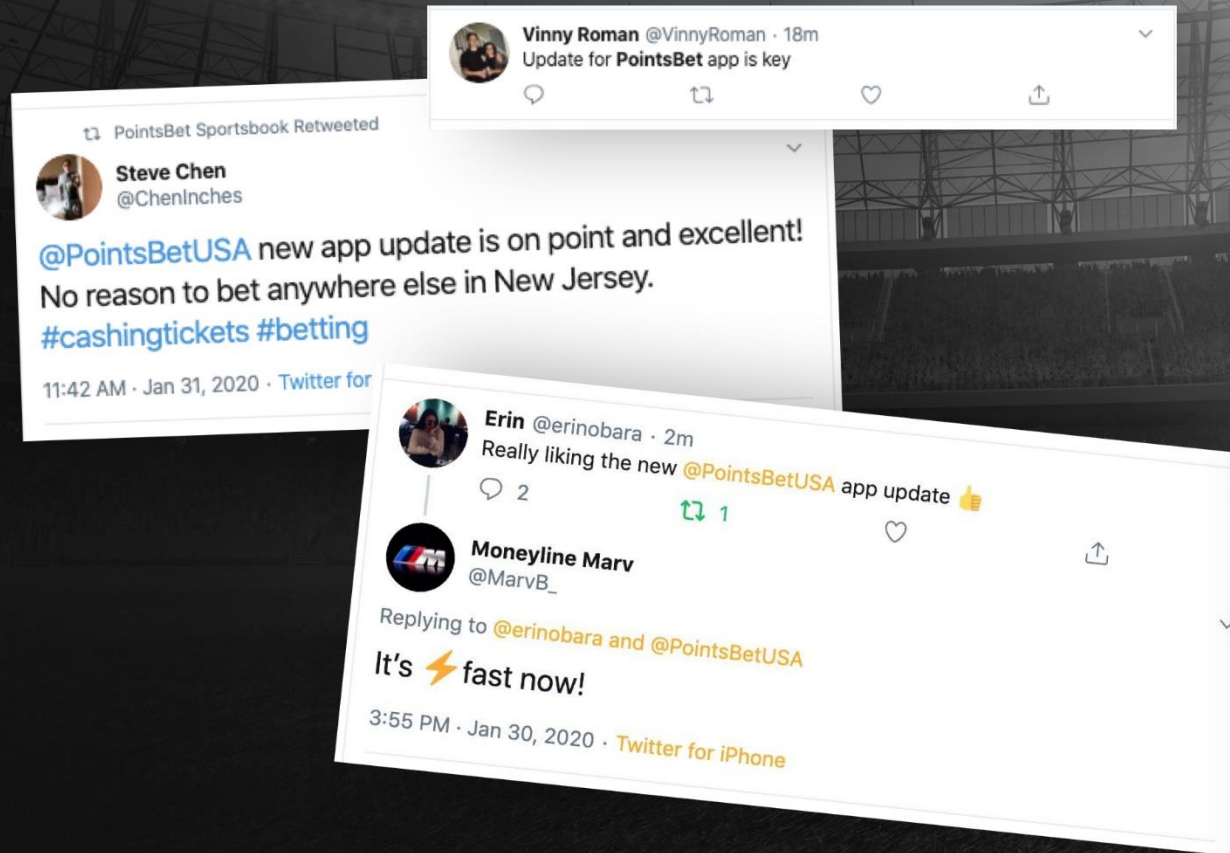 Vinny Roman @VinnyRoman · 18m
Update for PointsBet app is key
PointsBet Sportsbook Retweeted
Steve Chen
@ChenInches
@PointsBetUSA new app update is on point and excellent!
No reason to bet anywhere else in New Jersey.
#cashingtickets #betting
11:42 AM · Jan 31, 2020 · Twitter for
Erin @erinobara · 2m
Really liking the new @PointsBetUSA app update 👍
2 1
Moneyline Marv
@MarvB_
Replying to @erinobara and @PointsBetUSA
It's ⚡ fast now!
3:55 PM · Jan 30, 2020 · Twitter for iPhone